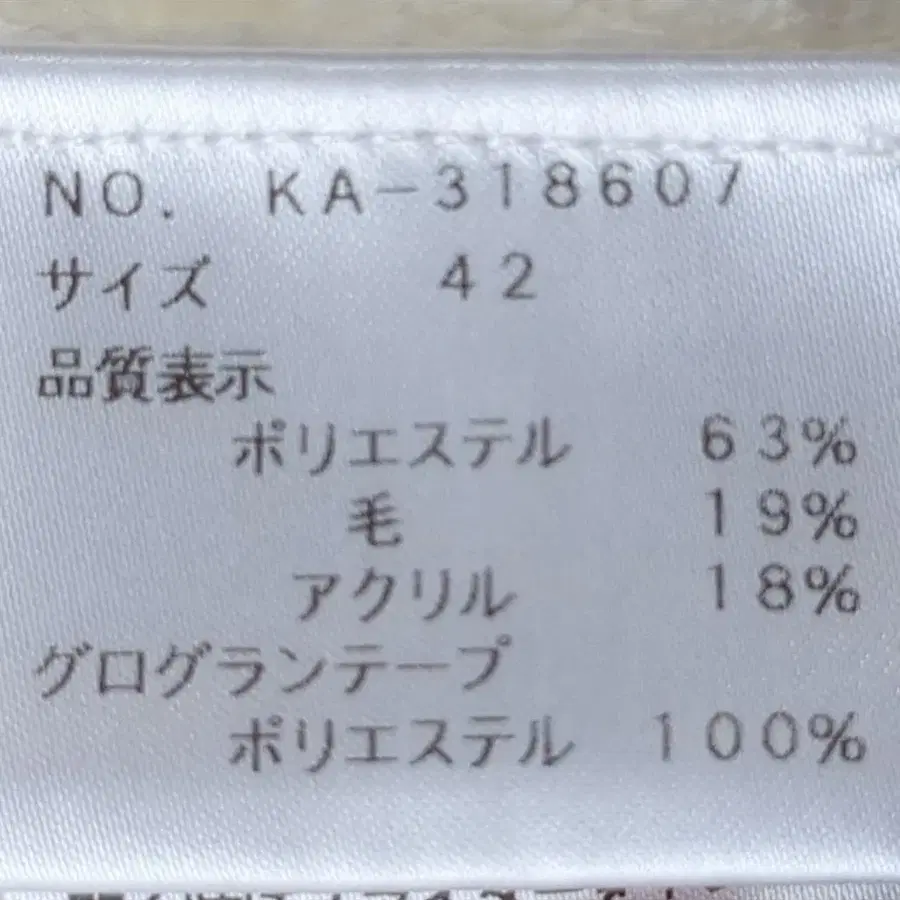 NO. KA-318607
サイズ 42
品質表示
ポリエステル 63%
毛 19%
アクリル 18%
グログランテープ
ポリエステル 100%